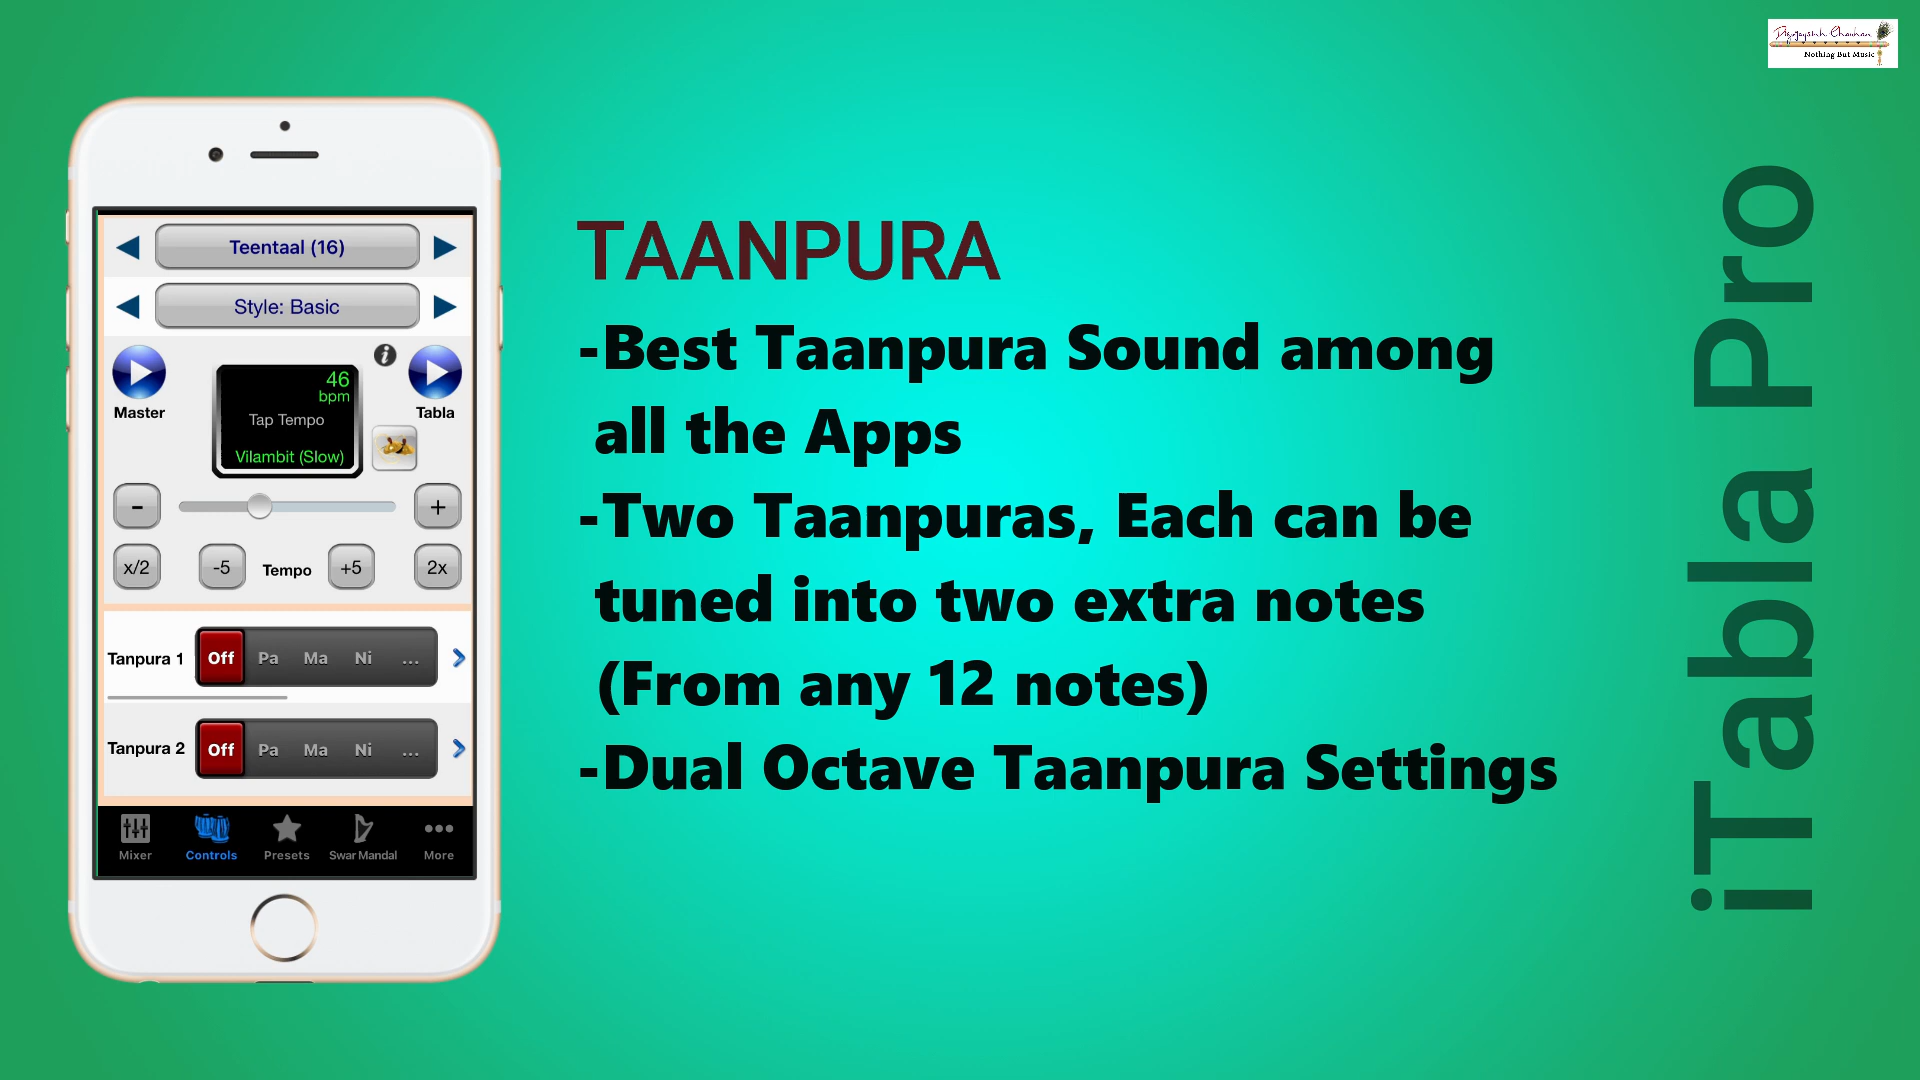 Nothing But Music
Teentaal (16)
Style: Basic
Master
46
bpm
Tap Tempo
Vilambit (Slow)
Tabla
-
+
x/2
-5
Tempo
+5
2x
Tanpura 1
Off Pa Ma Ni ...
Tanpura 2
Off Pa Ma Ni ...
Mixer
Controls
Presets
Swar Mandal
More
TAANPURA
-Best Taanpura Sound among
all the Apps
-Two Taanpuras, Each can be
tuned into two extra notes
(From any 12 notes)
-Dual Octave Taanpura Settings
iTabla Pro